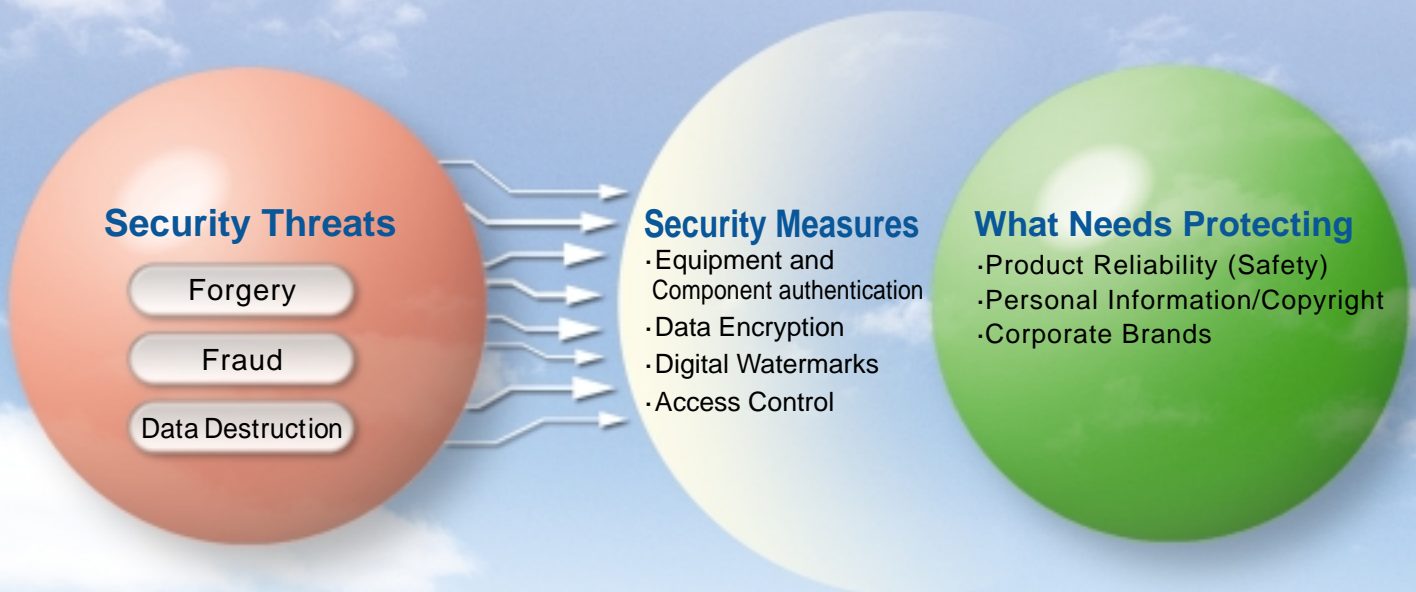 Security Threats
Forgery
Fraud
Data Destruction
Security Measures
·Equipment and
Component authentication
·Data Encryption
·Digital Watermarks
·Access Control
What Needs Protecting
·Product Reliability (Safety)
·Personal Information/Copyright
·Corporate Brands